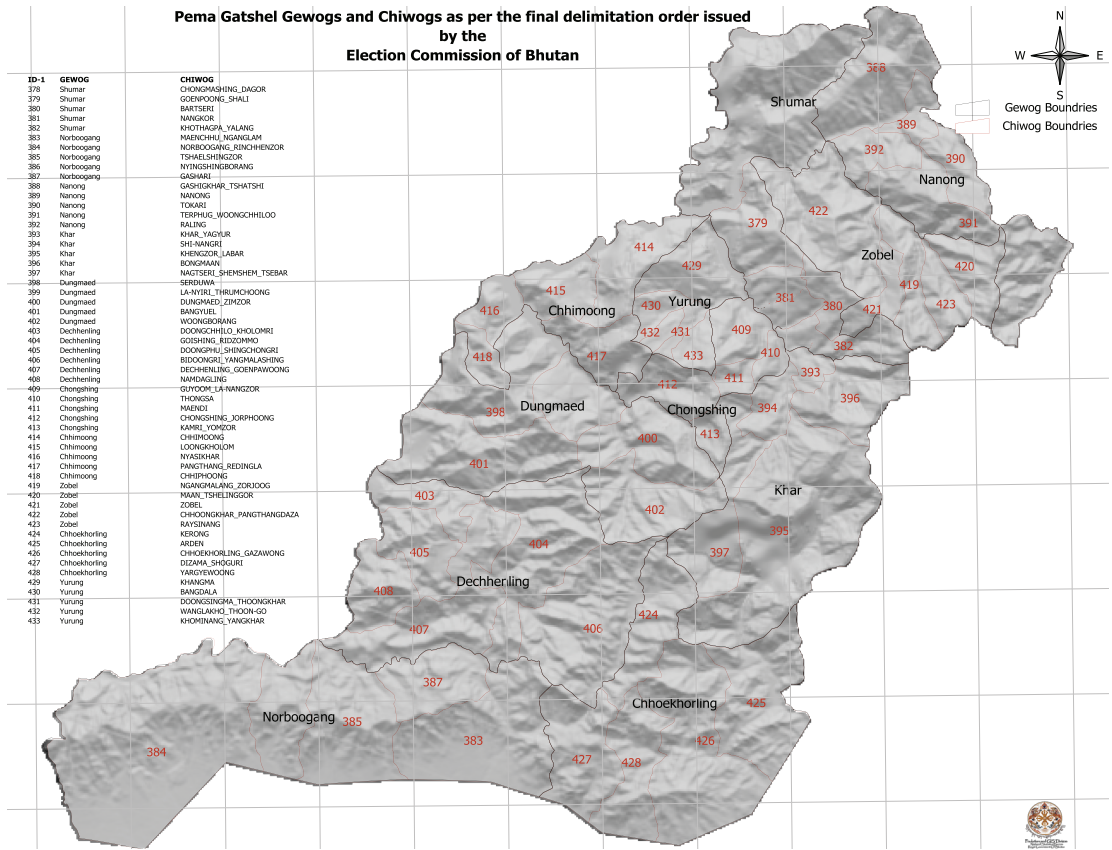 Pema Gatshel Gewogs and Chiwogs as per the final delimitation order issued
by the
Election Commission of Bhutan
N
W E
S
Gewog Boundries
Chiwog Boundries
ID-1 GEWOG CHIWOG
378 Shumar CHONGMASHING_DAGOR
379 Shumar GOENPOONG_SHALI
380 Shumar BARTSERI
381 Shumar NANGKOR
382 Shumar KHOTHAGPA_YALANG
383 Norboogang MAENCHHU_NGANGLAM
384 Norboogang NORBOOGANG_RINCHHENZOR
385 Norboogang TSHAELSHINGZOR
386 Norboogang NYINGSHINGBORANG
387 Norboogang GASHARI
388 Nanong GASHIGKHAR_TSHATSHI
389 Nanong NANONG
390 Nanong TOKARI
391 Nanong TERPHUG_WOONGCHHILOO
392 Nanong RALING
393 Khar KHAR_YAGYUR
394 Khar SHI-NANGRI
395 Khar KHENGZOR_LABAR
396 Khar BONGMAAN
397 Khar NAGTSERI_SHEMSHEM_TSEBAR
398 Dungmaed SERDUWA
399 Dungmaed LA-NYIRI_THRUMCHOONG
400 Dungmaed DUNGMAED_ZIMZOR
401 Dungmaed BANGYUEL
402 Dungmaed WOONGBORANG
403 Dechhenling DOONGCHHILO_KHOLOMRI
404 Dechhenling GOISHING_RIDZOMMO
405 Dechhenling DOONGPHU_SHINGCHONGRI
406 Dechhenling BIDOONGRI_YANGMALASHING
407 Dechhenling DECHHENLING_GOENPAWOONG
408 Dechhenling NAMDAGLING
409 Chongshing GUYOOM_LA-NANGZOR
410 Chongshing THONGSA
411 Chongshing MAENDI
412 Chongshing CHONGSHING_JORPHOONG
413 Chongshing KAMRI_YOMZOR
414 Chhimoong CHHIMOONG
415 Chhimoong LOONGKHOLOM
416 Chhimoong NYASIKHAR
417 Chhimoong PANGTHANG_REDINGLA
418 Chhimoong CHHIPHOONG
419 Zobel NGANGMALANG_ZORJOOG
420 Zobel MAAN_TSHELINGGOR
421 Zobel ZOBEL
422 Zobel CHHOONGKHAR_PANGTHANGDAZA
423 Zobel RAYSINANG
424 Chhoekhorling KERONG
425 Chhoekhorling ARDEN
426 Chhoekhorling CHHOEKHORLING_GAZAWONG
427 Chhoekhorling DIZAMA_SHOGURI
428 Chhoekhorling YARGYEWOONG
429 Yurung KHANGMA
430 Yurung BANGDALA
431 Yurung DOONGSINGMA_THOONGKHAR
432 Yurung WANGLAKHO_THOON-GO
433 Yurung KHOMINANG_YANGKHAR
388
Shumar
389
392
390
Nanong
422
379
391
414
Zobel
429
420
419
415
381
Yurung
430
380
423
416
Chhimoong
421
409
432 431
382
410
417
418
433
393
411
412
396
Dungmaed
394
Chongshing
398
413
400
401
Khar
403
402
395
404
405
397
Dechhenling
408
424
407
406
387
Chhoekhorling
425
Norboogang
385
383
426
384
427
428